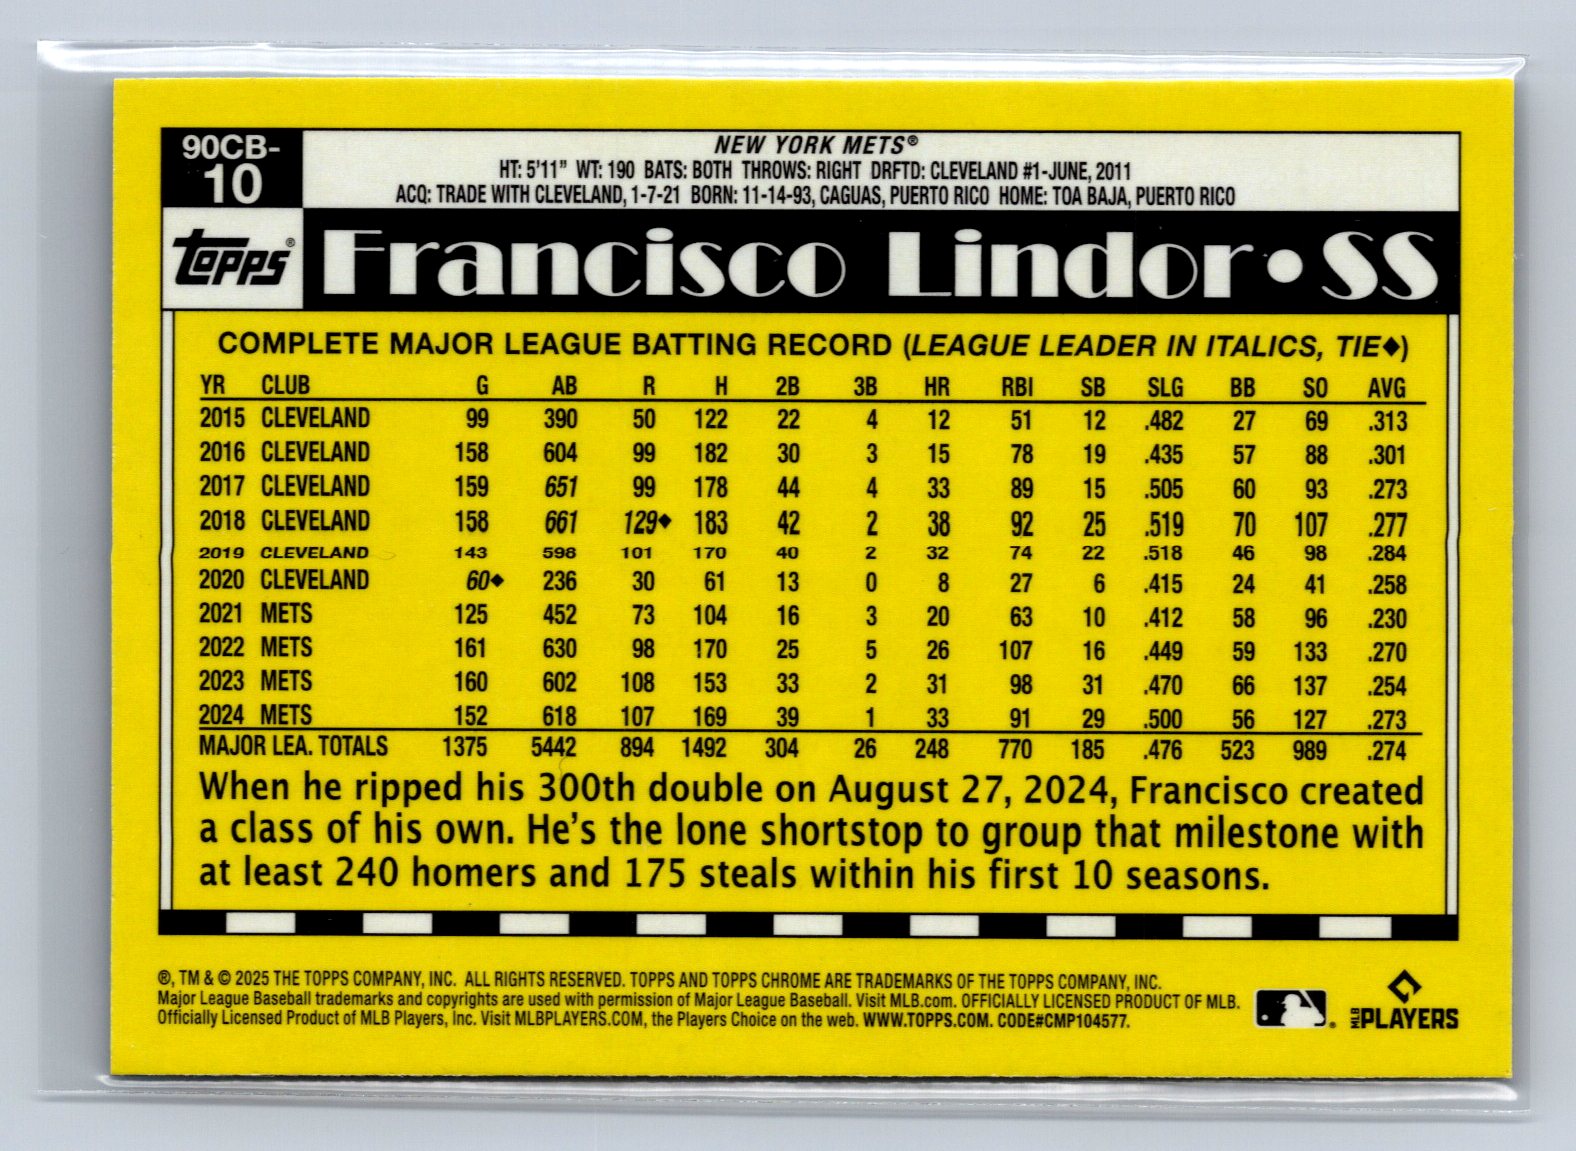 90CB-
10
NEW YORK METS®
HT: 5'11" WT: 190 BATS: BOTH THROWS: RIGHT DRFTD: CLEVELAND #1-JUNE, 2011
ACQ: TRADE WITH CLEVELAND, 1-7-21 BORN: 11-14-93, CAGUAS, PUERTO RICO HOME: TOA BAJA, PUERTO RICO
Topps® Francisco Lindor • SS
COMPLETE MAJOR LEAGUE BATTING RECORD (LEAGUE LEADER IN ITALICS, TIE◆)
YR CLUB G AB R H 2B 3B HR RBI SB SLG BB SO AVG
2015 CLEVELAND 99 390 50 122 22 4 12 51 12 .482 27 69 .313
2016 CLEVELAND 158 604 99 182 30 3 15 78 19 .435 57 88 .301
2017 CLEVELAND 159 651 99 178 44 4 33 89 15 .505 60 93 .273
2018 CLEVELAND 158 661 129◆ 183 42 2 38 92 25 .519 70 107 .277
2019 CLEVELAND 143 598 101 170 40 2 32 74 22 .518 46 98 .284
2020 CLEVELAND 60◆ 236 30 61 13 0 8 27 6 .415 24 41 .258
2021 METS 125 452 73 104 16 3 20 63 10 .412 58 96 .230
2022 METS 161 630 98 170 25 5 26 107 16 .449 59 133 .270
2023 METS 160 602 108 153 33 2 31 98 31 .470 66 137 .254
2024 METS 152 618 107 169 39 1 33 91 29 .500 56 127 .273
MAJOR LEA. TOTALS 1375 5442 894 1492 304 26 248 770 185 .476 523 989 .274
When he ripped his 300th double on August 27, 2024, Francisco created
a class of his own. He's the lone shortstop to group that milestone with
at least 240 homers and 175 steals within his first 10 seasons.
®, TM & © 2025 THE TOPPS COMPANY, INC. ALL RIGHTS RESERVED. TOPPS AND TOPPS CHROME ARE TRADEMARKS OF THE TOPPS COMPANY, INC.
Major League Baseball trademarks and copyrights are used with permission of Major League Baseball. Visit MLB.com. OFFICIALLY LICENSED PRODUCT OF MLB.
Officially Licensed Product of MLB Players, Inc. Visit MLBPLAYERS.COM, the Players Choice on the web. WWW.TOPPS.COM. CODE#CMP104577.
MLB PLAYERS